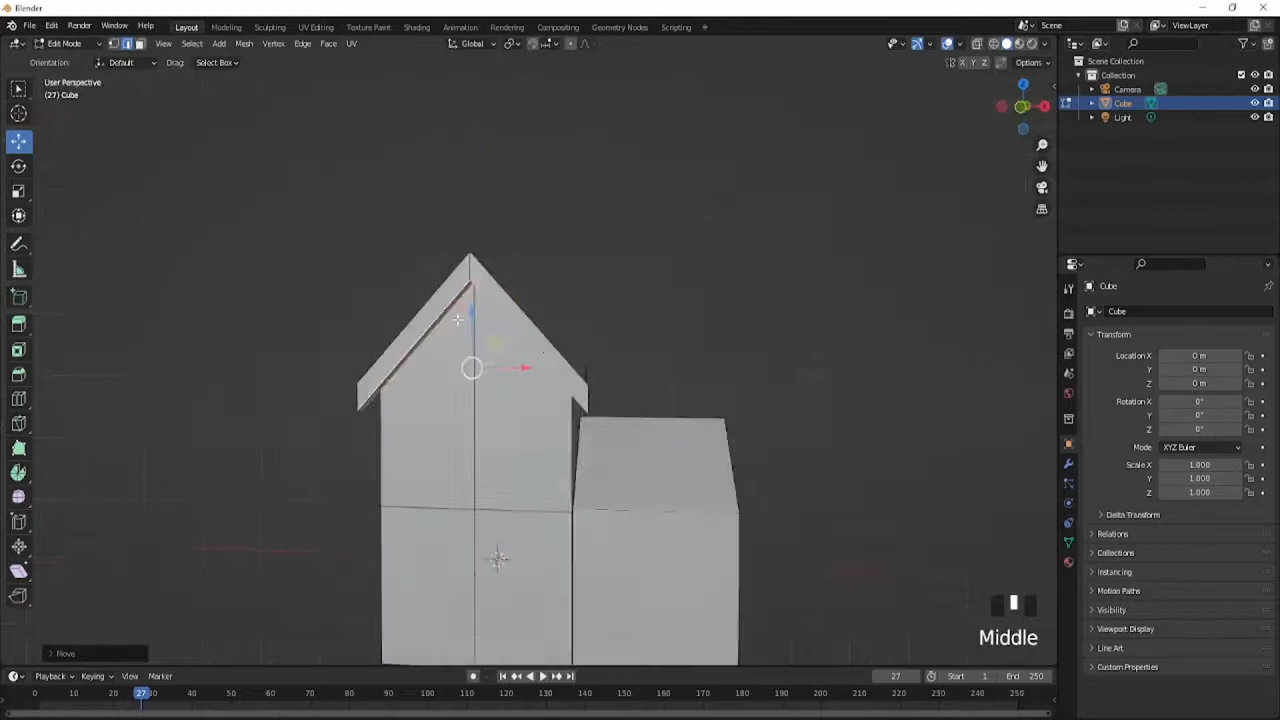 Blender
File Edit Render Window Help
Layout Modeling Sculpting UV Editing Texture Paint Shading Animation Rendering Compositing Geometry Nodes Scripting +
Scene
ViewLayer
Edit Mode View Select Add Mesh Vertex Edge Face UV
Global
Orientation: Default Drag: Select Box
X Y Z Options
User Perspective
(27) Cube
Scene Collection
Collection
Camera
Cube
Light
Cube
Cube
Transform
Location X 0 m
Y 0 m
Z 0 m
Rotation X 0°
Y 0°
Z 0°
Mode XYZ Euler
Scale X 1.000
Y 1.000
Z 1.000
Delta Transform
Relations
Collections
Instancing
Motion Paths
Visibility
Viewport Display
Line Art
Custom Properties
Middle
Move
Playback Keying View Marker
27 Start 1 End 250
0 10 20 27 30 40 50 60 70 80 90 100 110 120 130 140 150 160 170 180 190 200 210 220 230 240 250